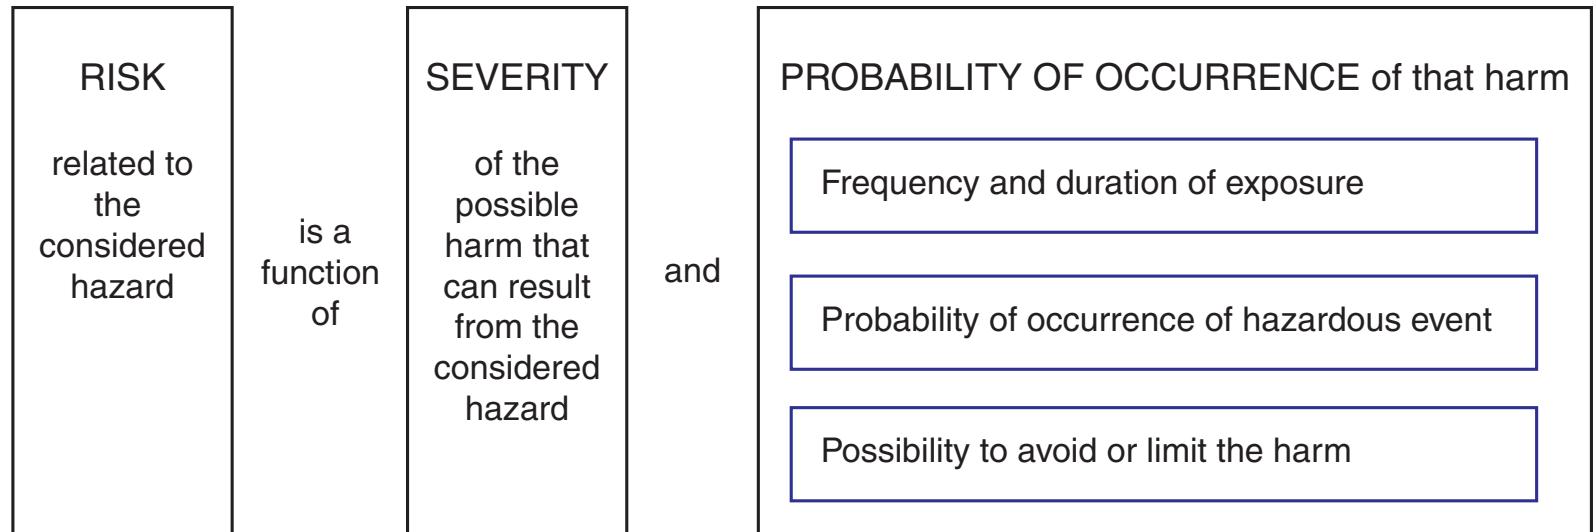 RISK
related to
the
considered
hazard
is a
function
of
SEVERITY
of the
possible
harm that
can result
from the
considered
hazard
and
PROBABILITY OF OCCURRENCE of that harm
Frequency and duration of exposure
Probability of occurrence of hazardous event
Possibility to avoid or limit the harm